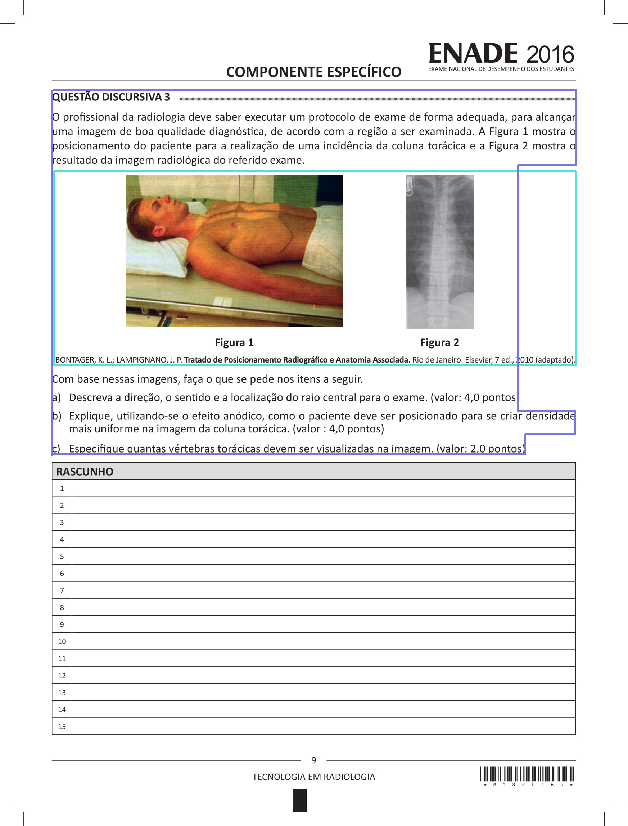 ENADE 2016
EXAME NACIONAL DE DESEMPENHO DOS ESTUDANTES
COMPONENTE ESPECÍFICO
QUESTÃO DISCURSIVA 3
O profissional da radiologia deve saber executar um protocolo de exame de forma adequada, para alcançar
uma imagem de boa qualidade diagnóstica, de acordo com a região a ser examinada. A Figura 1 mostra o
posicionamento do paciente para a realização de uma incidência da coluna torácica e a Figura 2 mostra o
resultado da imagem radiológica do referido exame.
Figura 1
Figura 2
BONTAGER, K. L.; LAMPIGNANO, J. P. Tratado de Posicionamento Radiográfico e Anatomia Associada. Rio de Janeiro: Elsevier, 7 ed., 2010 (adaptado).
Com base nessas imagens, faça o que se pede nos itens a seguir.
a) Descreva a direção, o sentido e a localização do raio central para o exame. (valor: 4,0 pontos
b) Explique, utilizando-se o efeito anódico, como o paciente deve ser posicionado para se criar densidade
mais uniforme na imagem da coluna torácica. (valor : 4,0 pontos)
c) Especifique quantas vértebras torácicas devem ser visualizadas na imagem. (valor: 2,0 pontos)
RASCUNHO
1
2
3
4
5
6
7
8
9
10
11
12
13
14
15
9
TECNOLOGIA EM RADIOLOGIA